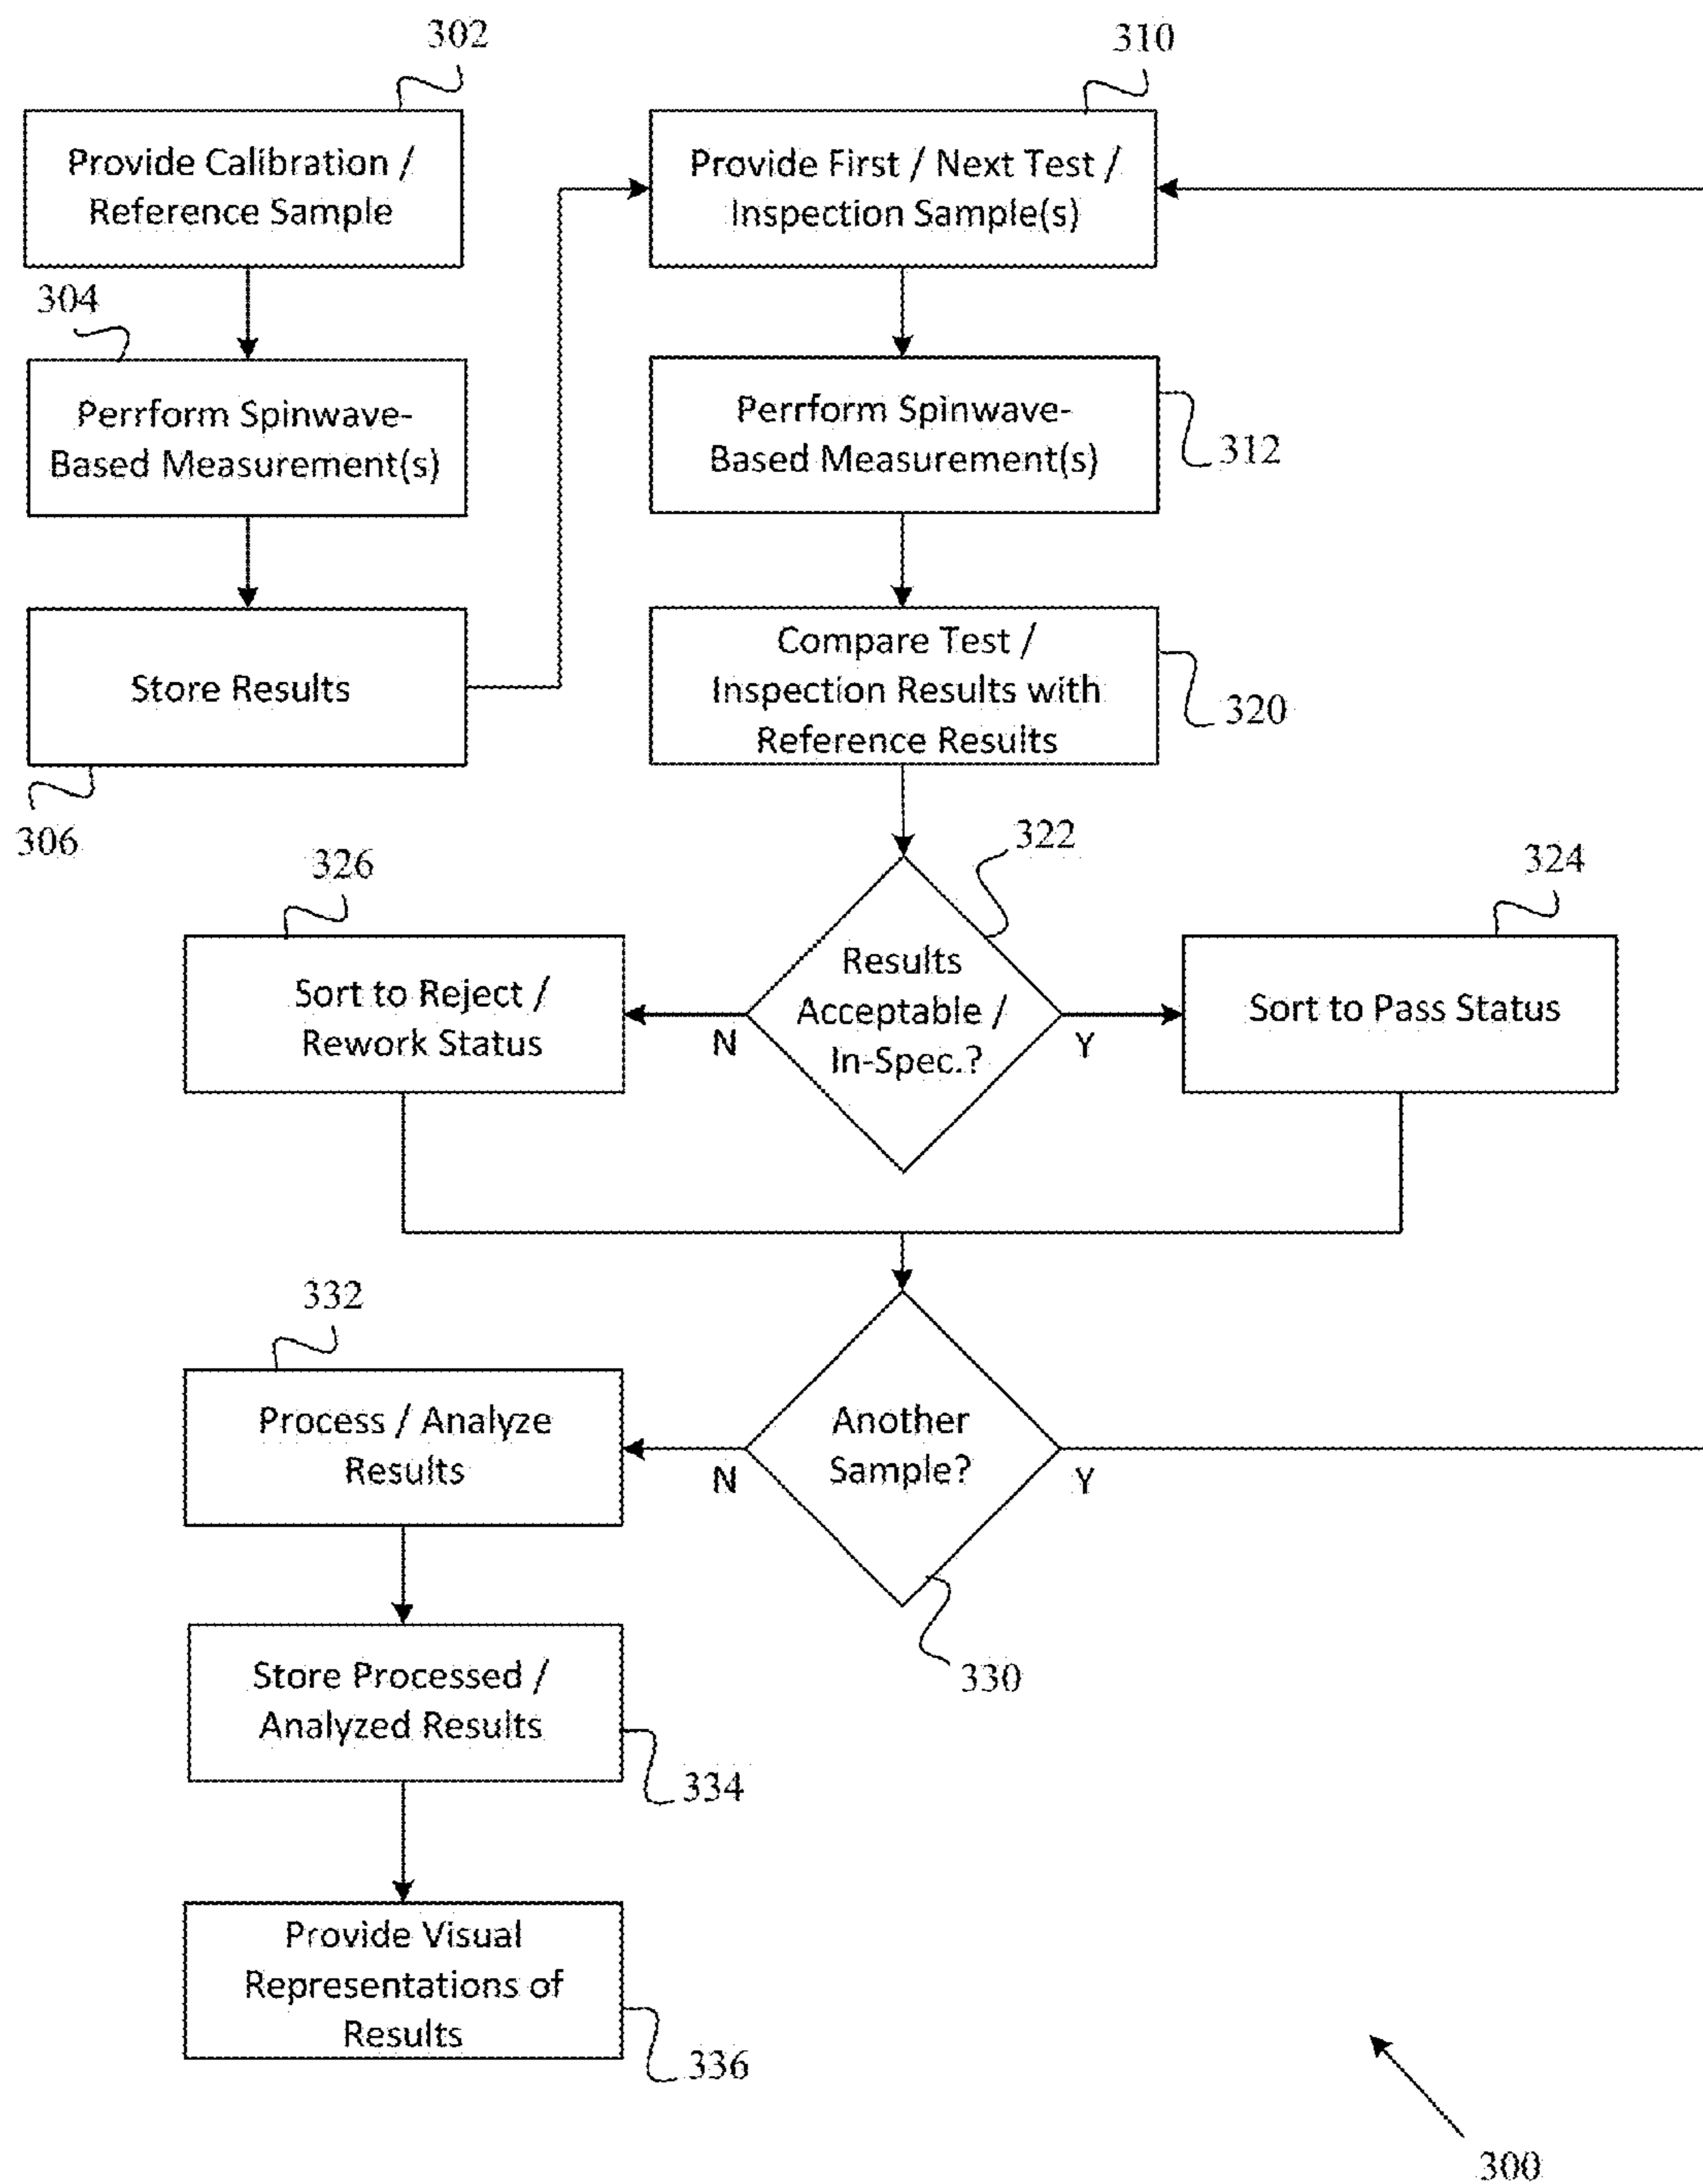 302
Provide Calibration /
Reference Sample
304
Perrform Spinwave-
Based Measurement(s)
Store Results
306
310
Provide First / Next Test /
Inspection Sample(s)
Perrform Spinwave-
Based Measurement(s)
312
Compare Test /
Inspection Results with
Reference Results
320
322
Results
Acceptable /
In-Spec.?
N
Y
326
Sort to Reject /
Rework Status
324
Sort to Pass Status
Another
Sample?
N
Y
330
332
Process / Analyze
Results
Store Processed /
Analyzed Results
334
Provide Visual
Representations of
Results
336
300